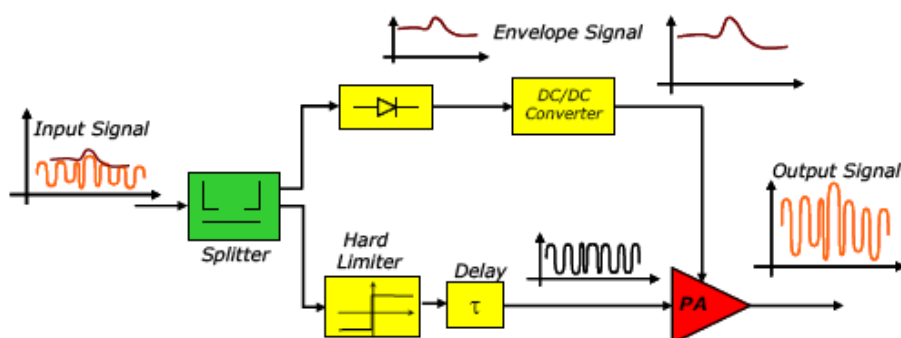 Envelope Signal
DC/DC
Converter
Input Signal
Output Signal
Splitter
Hard
Limiter
Delay
τ
PA